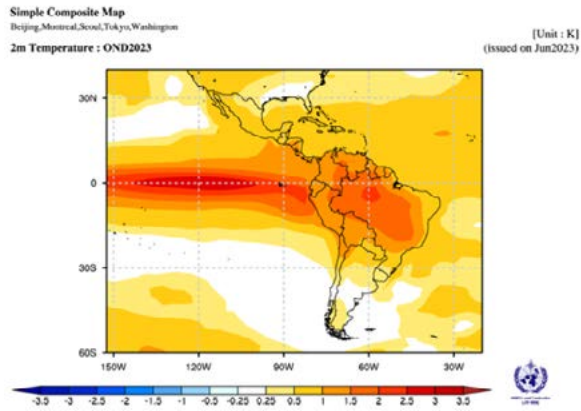 Simple Composite Map
Beijing,Montreal,Seoul,Tokyo,Washington
[Unit : K]
2m Temperature : OND2023
(issued on Jun2023)
30N
0
30S
60S
150W 120W 90W 60W 30W
-3.5 -3 -2.5 -2 -1.5 -1 -0.5 -0.25 0.25 0.5 1 1.5 2 2.5 3 3.5